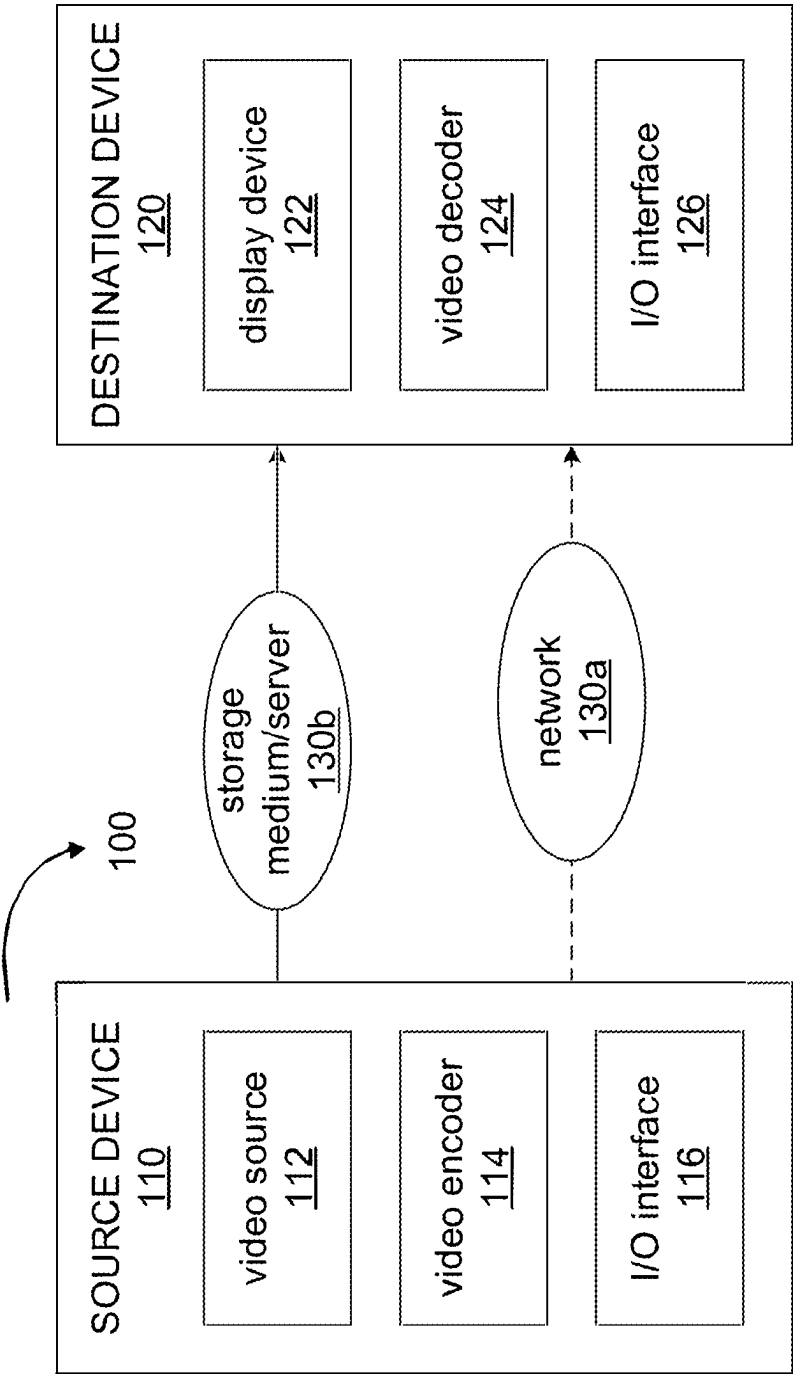 100
SOURCE DEVICE
110
video source
112
video encoder
114
I/O interface
116
storage
medium/server
130b
network
130a
DESTINATION DEVICE
120
display device
122
video decoder
124
I/O interface
126